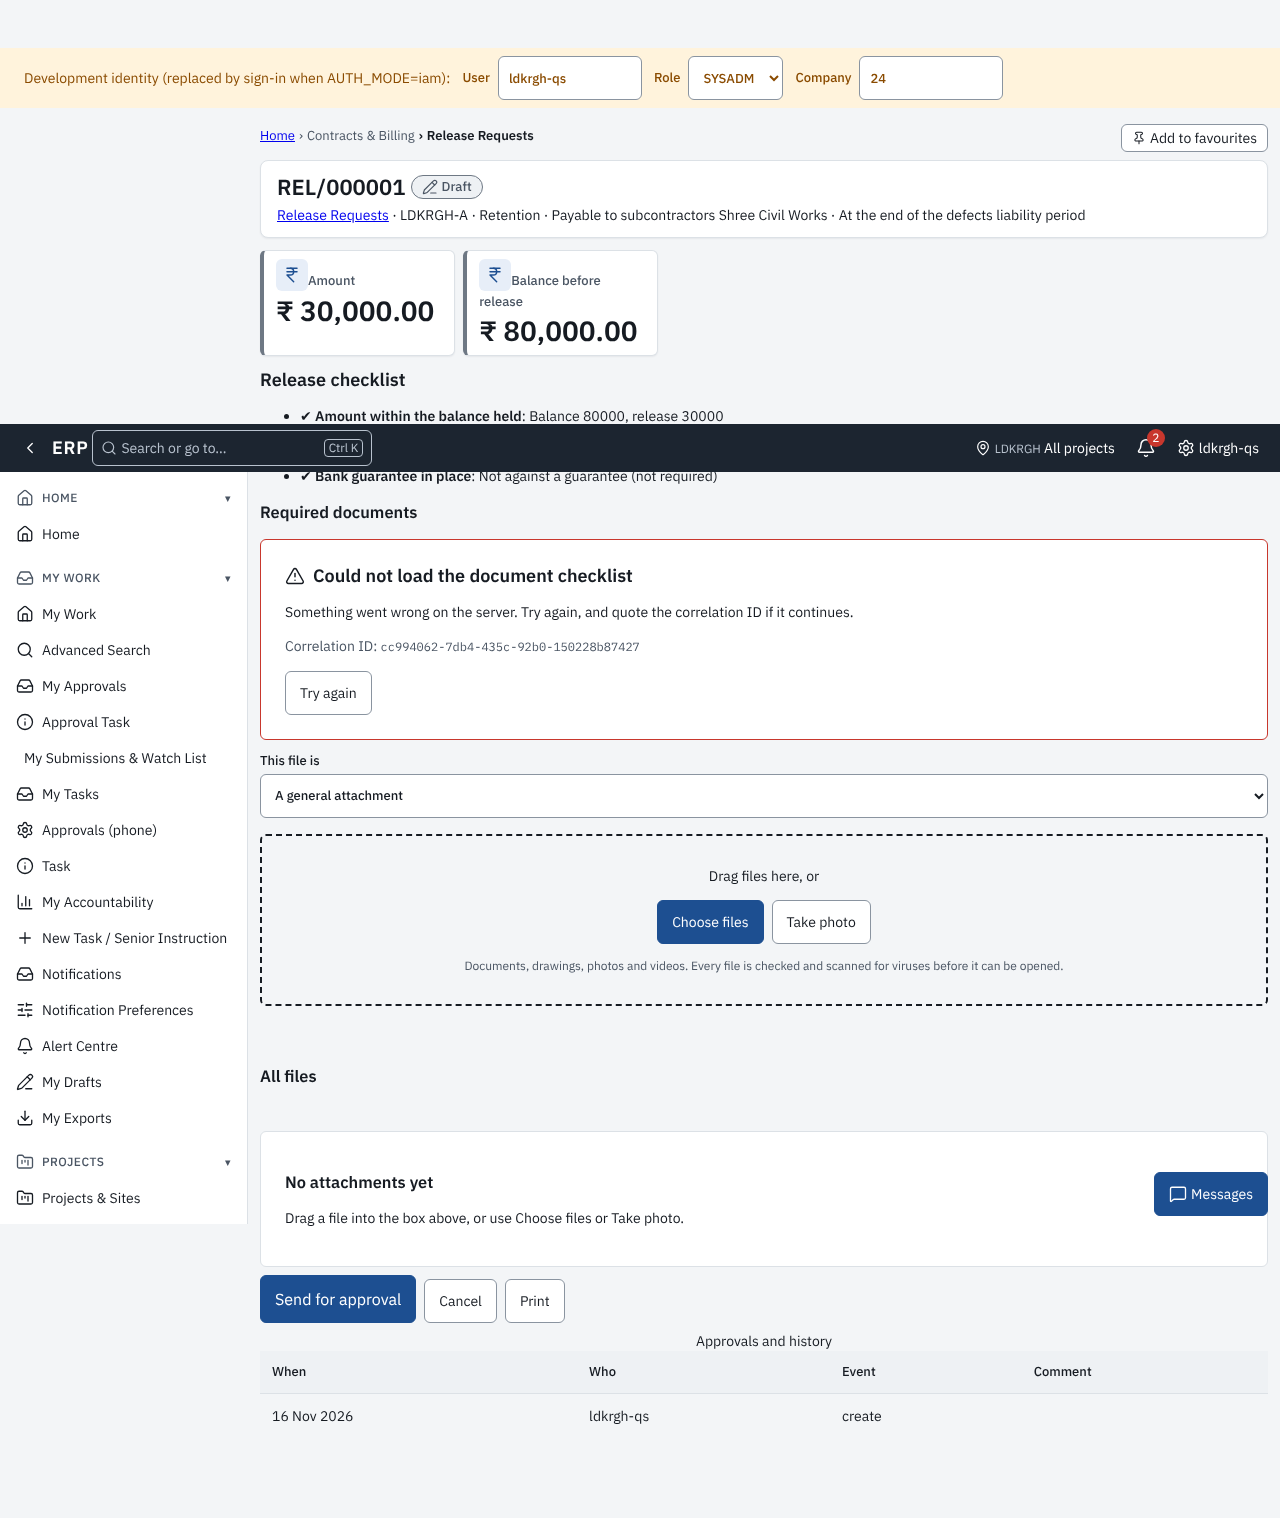 Development identity (replaced by sign-in when AUTH_MODE=iam): User ldkrgh-qs Role SYSADM Company 24
Home › Contracts & Billing › Release Requests
Add to favourites
REL/000001 Draft
Release Requests · LDKRGH-A · Retention · Payable to subcontractors Shree Civil Works · At the end of the defects liability period
₹ Amount
₹ 30,000.00
₹ Balance before release
₹ 80,000.00
Release checklist
✔ Amount within the balance held: Balance 80000, release 30000
ERP Search or go to... Ctrl K LDKRGH All projects 2 ldkrgh-qs
✔ Bank guarantee in place: Not against a guarantee (not required)
HOME
Home
MY WORK
My Work
Advanced Search
My Approvals
Approval Task
My Submissions & Watch List
My Tasks
Approvals (phone)
Task
My Accountability
New Task / Senior Instruction
Notifications
Notification Preferences
Alert Centre
My Drafts
My Exports
PROJECTS
Projects & Sites
Required documents
Could not load the document checklist
Something went wrong on the server. Try again, and quote the correlation ID if it continues.
Correlation ID: cc994062-7db4-435c-92b0-150228b87427
Try again
This file is
A general attachment
Drag files here, or
Choose files Take photo
Documents, drawings, photos and videos. Every file is checked and scanned for viruses before it can be opened.
All files
No attachments yet
Drag a file into the box above, or use Choose files or Take photo.
Messages
Send for approval Cancel Print
Approvals and history
When Who Event Comment
16 Nov 2026 ldkrgh-qs create